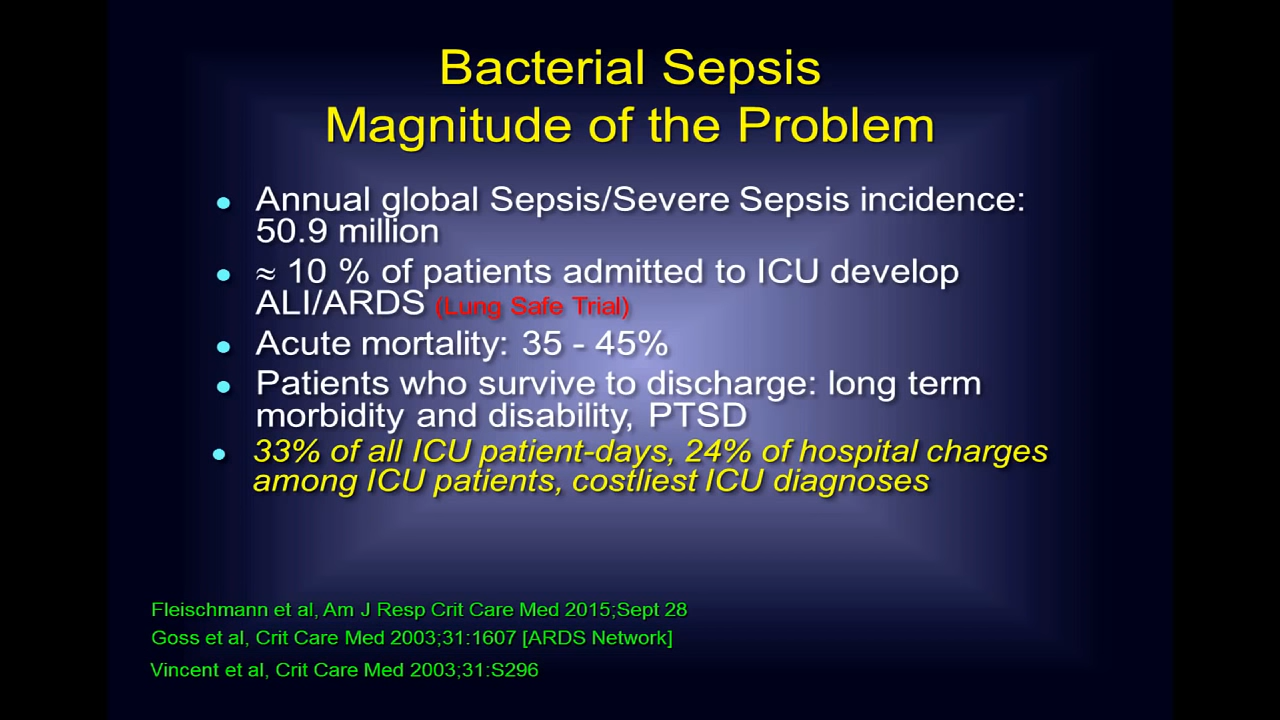 Bacterial Sepsis
Magnitude of the Problem
Annual global Sepsis/Severe Sepsis incidence:
50.9 million
≈ 10 % of patients admitted to ICU develop
ALI/ARDS (Lung Safe Trial)
Acute mortality: 35 - 45%
Patients who survive to discharge: long term
morbidity and disability, PTSD
33% of all ICU patient-days, 24% of hospital charges
among ICU patients, costliest ICU diagnoses
Fleischmann et al, Am J Resp Crit Care Med 2015;Sept 28
Goss et al, Crit Care Med 2003;31:1607 [ARDS Network]
Vincent et al, Crit Care Med 2003;31:S296